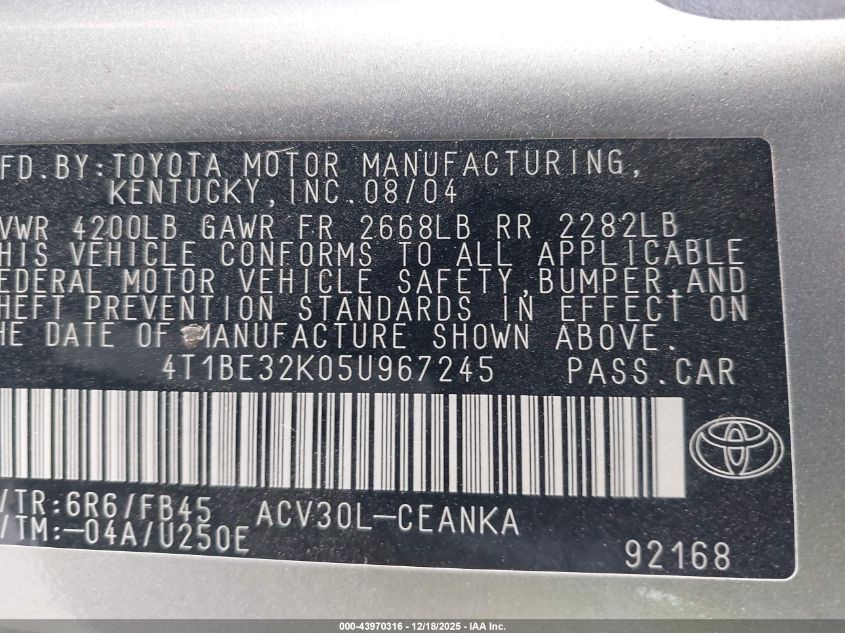 FD.BY:TOYOTA MOTOR MANUFACTURING,
KENTUCKY,INC.08/04
VWR 4200LB GAWR FR 2668LB RR 2282LB
HIS VEHICLE CONFORMS TO ALL APPLICABLE
EDERAL MOTOR VEHICLE SAFETY,BUMPER,AND
HEFT PREVENTION STANDARDS IN EFFECT ON
HE DATE OF MANUFACTURE SHOWN ABOVE.
4T1BE32K05U967245 PASS.CAR
/TR:6R6/FB45 ACV30L-CEANKA
/TM:-04A/U250E
92168
000-43970316 - 12/18/2025 - IAA Inc.